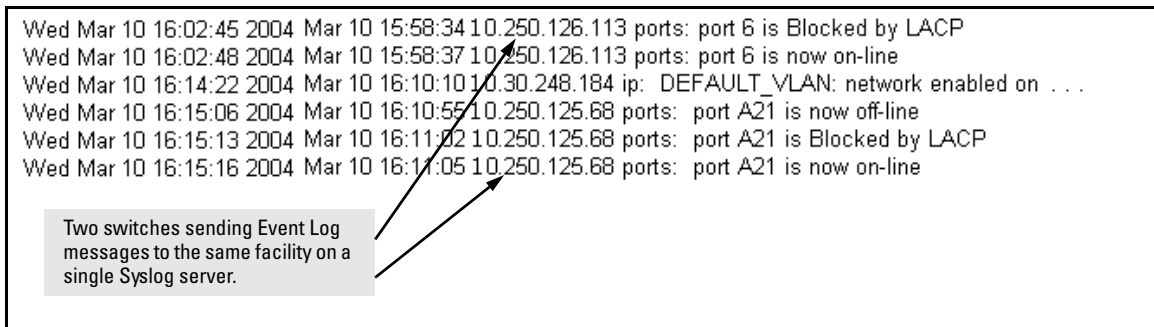 Wed Mar 10 16:02:45 2004 Mar 10 15:58:34 10.250.126.113 ports: port 6 is Blocked by LACP
Wed Mar 10 16:02:48 2004 Mar 10 15:58:37 10.250.126.113 ports: port 6 is now on-line
Wed Mar 10 16:14:22 2004 Mar 10 16:10:10 10.30.248.184 ip: DEFAULT_VLAN: network enabled on . . .
Wed Mar 10 16:15:06 2004 Mar 10 16:10:55 10.250.125.68 ports: port A21 is now off-line
Wed Mar 10 16:15:13 2004 Mar 10 16:11:02 10.250.125.68 ports: port A21 is Blocked by LACP
Wed Mar 10 16:15:16 2004 Mar 10 16:11:05 10.250.125.68 ports: port A21 is now on-line
Two switches sending Event Log
messages to the same facility on a
single Syslog server.